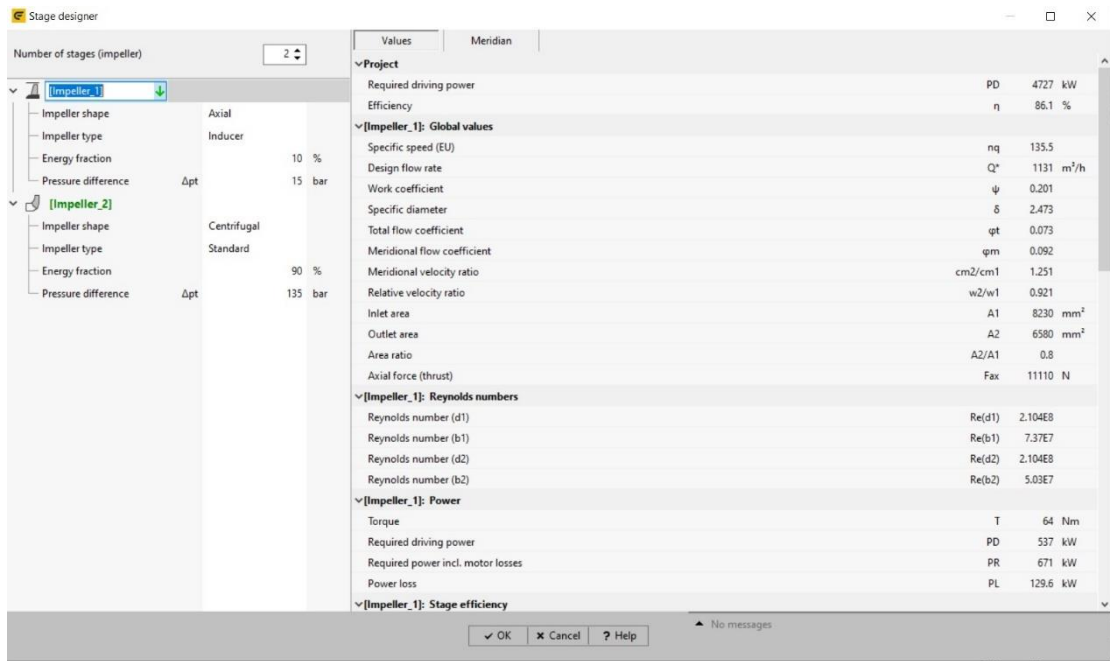 Stage designer
Number of stages (impeller) 2
[Impeller_1]
Impeller shape Axial
Impeller type Inducer
Energy fraction 10 %
Pressure difference Δpt 15 bar
[Impeller_2]
Impeller shape Centrifugal
Impeller type Standard
Energy fraction 90 %
Pressure difference Δpt 135 bar
Values Meridian
Project
Required driving power PD 4727 kW
Efficiency η 86.1 %
[Impeller_1]: Global values
Specific speed (EU) nq 135.5
Design flow rate Q* 1131 m³/h
Work coefficient ψ 0.201
Specific diameter δ 2.473
Total flow coefficient φt 0.073
Meridional flow coefficient φm 0.092
Meridional velocity ratio cm2/cm1 1.251
Relative velocity ratio w2/w1 0.921
Inlet area A1 8230 mm²
Outlet area A2 6580 mm²
Area ratio A2/A1 0.8
Axial force (thrust) Fax 11110 N
[Impeller_1]: Reynolds numbers
Reynolds number (d1) Re(d1) 2.104E8
Reynolds number (b1) Re(b1) 7.37E7
Reynolds number (d2) Re(d2) 2.104E8
Reynolds number (b2) Re(b2) 5.03E7
[Impeller_1]: Power
Torque T 64 Nm
Required driving power PD 537 kW
Required power incl. motor losses PR 671 kW
Power loss PL 129.6 kW
[Impeller_1]: Stage efficiency
OK Cancel ? Help
No messages